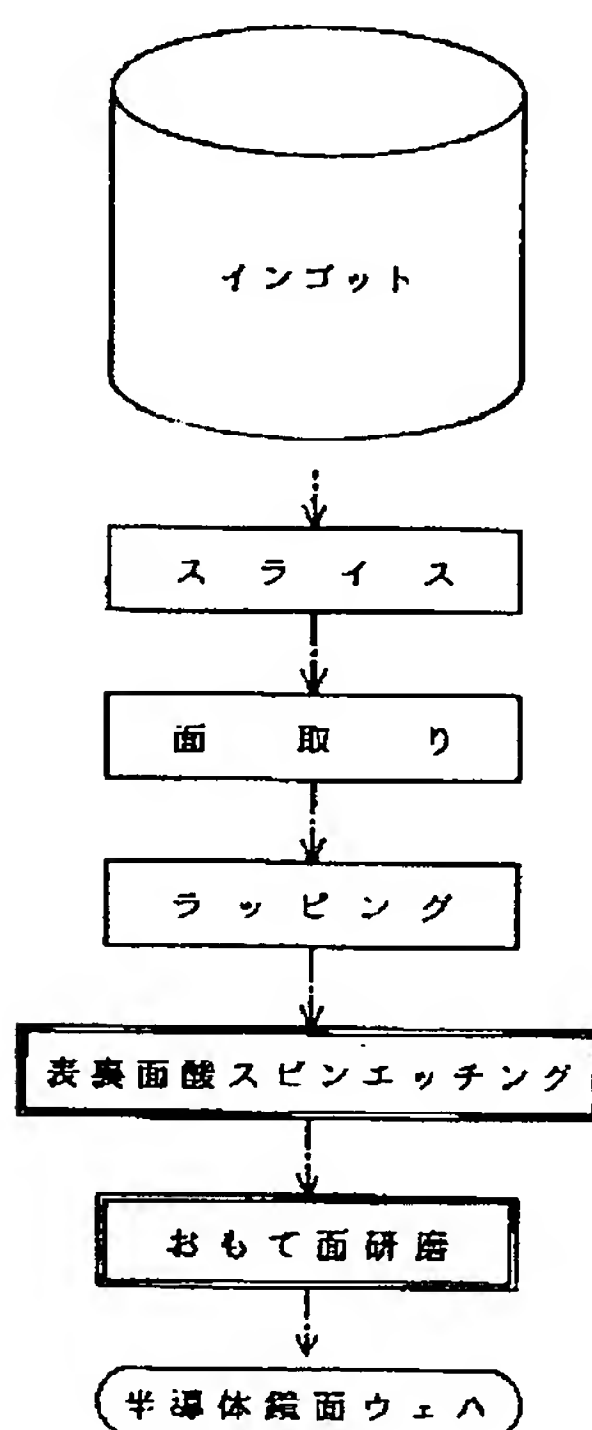 インゴット
スライス
面取り
ラッピング
表裏面酸スピンエッチング
おもて面研磨
半導体鏡面ウェハ